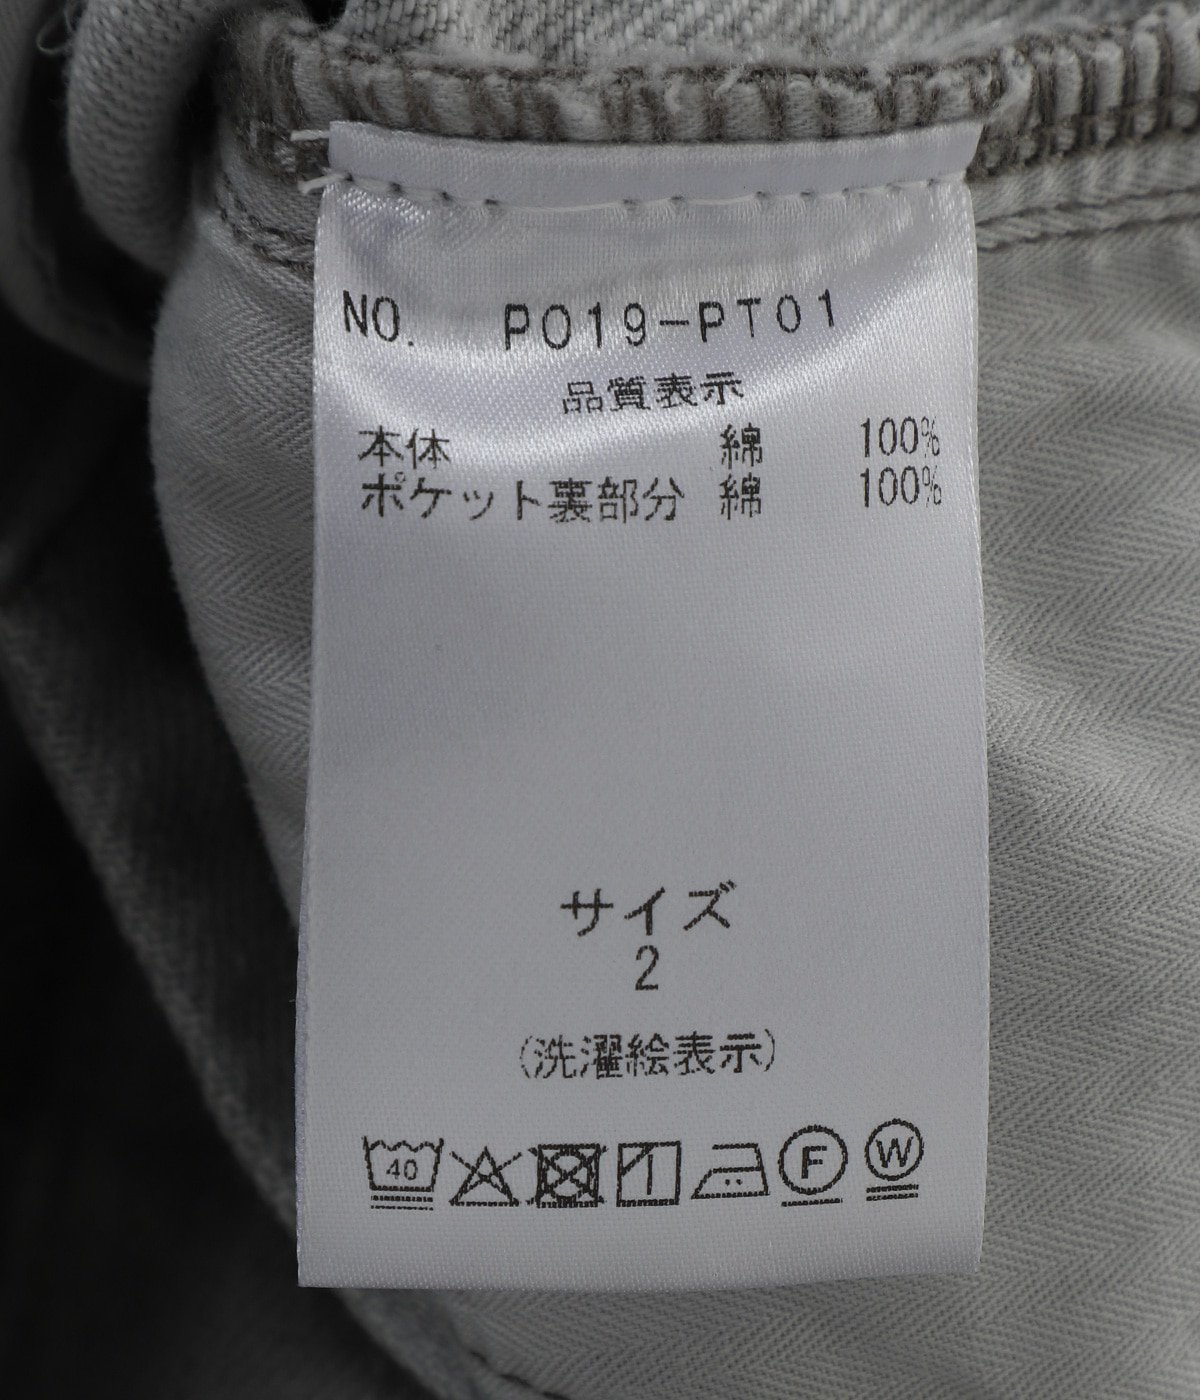 NO. PO19-PT01
品質表示
本体 綿 100%
ポケット裏部分 綿 100%
サイズ
2
(洗濯絵表示)
40 F W